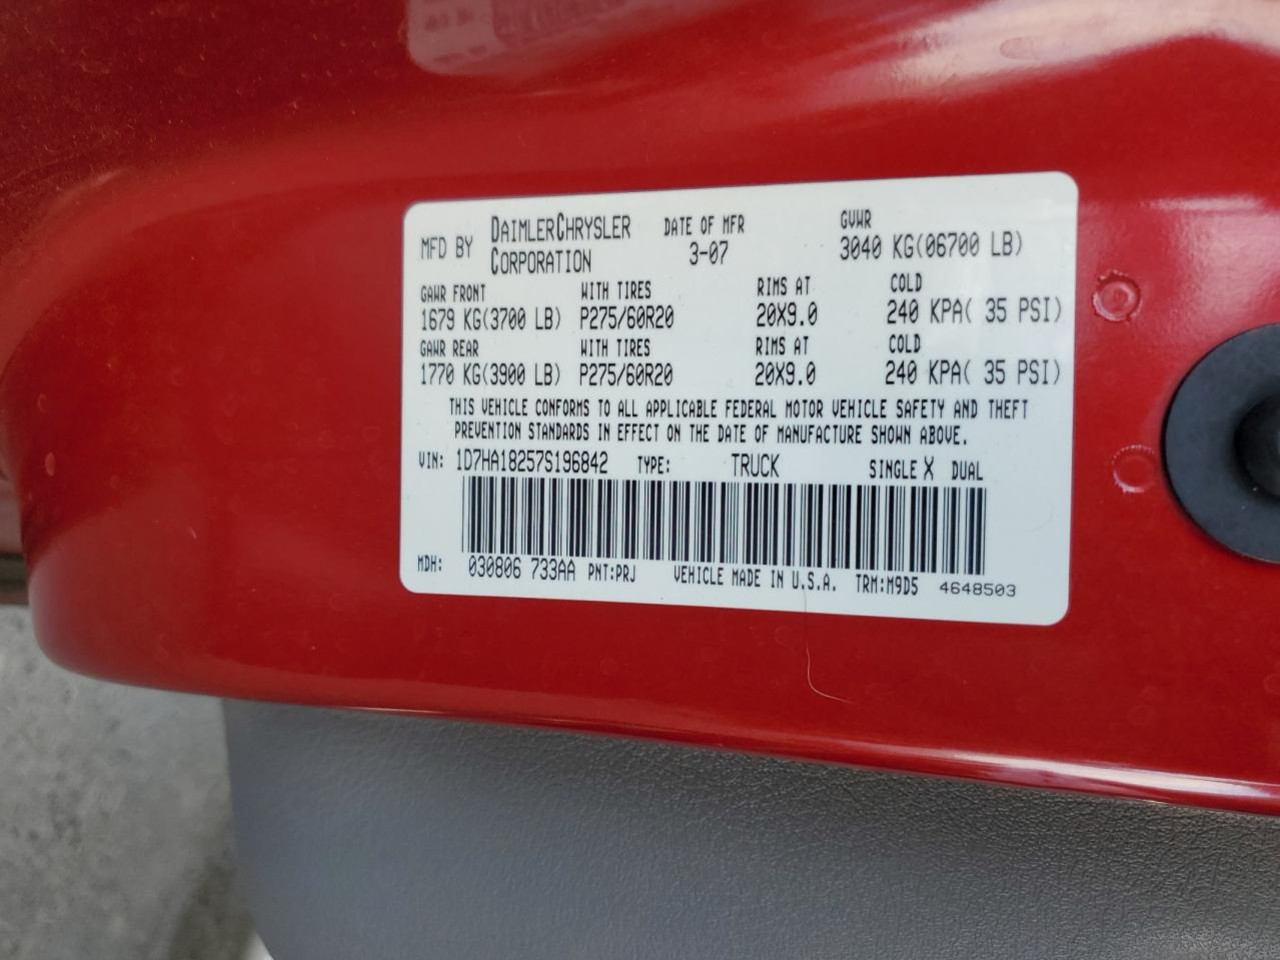 MFD BY DAIMLERCHRYSLER CORPORATION DATE OF MFR 3-07 GVWR 3040 KG(06700 LB)
GAWR FRONT WITH TIRES RIMS AT COLD
1679 KG(3700 LB) P275/60R20 20X9.0 240 KPA( 35 PSI)
GAWR REAR WITH TIRES RIMS AT COLD
1770 KG(3900 LB) P275/60R20 20X9.0 240 KPA( 35 PSI)
THIS VEHICLE CONFORMS TO ALL APPLICABLE FEDERAL MOTOR VEHICLE SAFETY AND THEFT
PREVENTION STANDARDS IN EFFECT ON THE DATE OF MANUFACTURE SHOWN ABOVE.
VIN: 1D7HA18257S196842 TYPE: TRUCK SINGLE X DUAL
MDH: 030806 733AA PNT:PRJ VEHICLE MADE IN U.S.A. TRM:M9D5 4648503